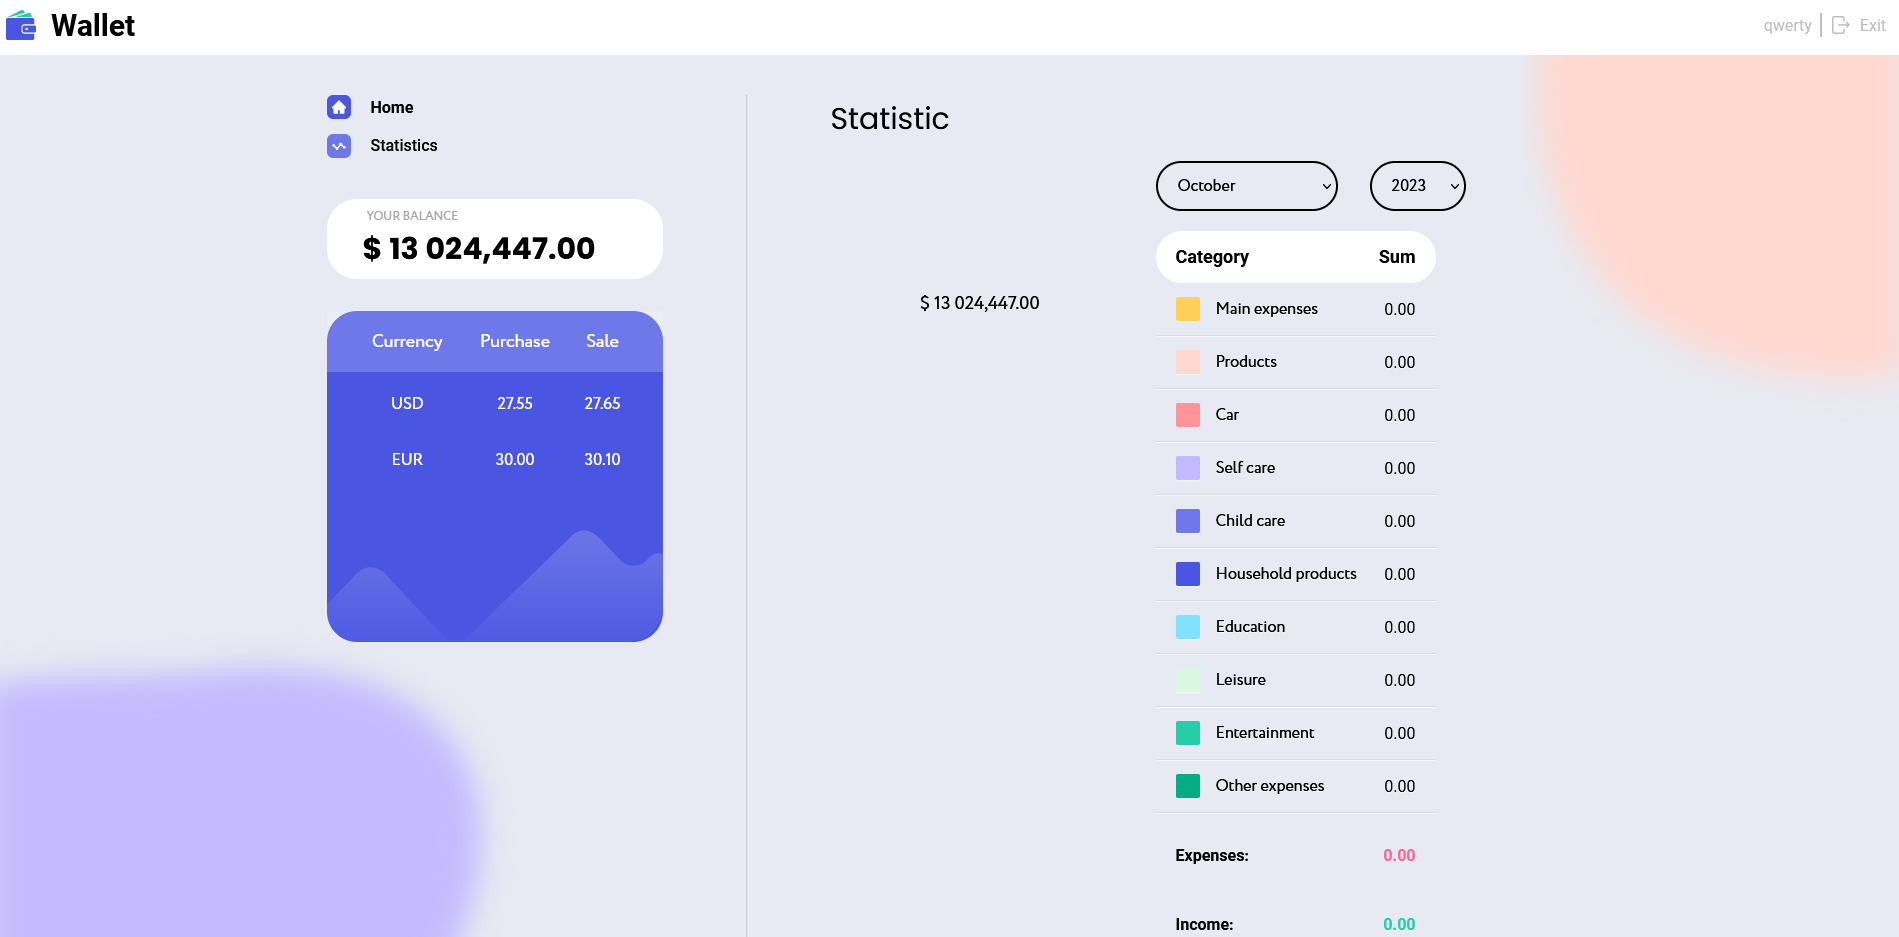 Wallet
qwerty
Exit
Home
Statistics
YOUR BALANCE
$ 13 024,447.00
Currency Purchase Sale
USD 27.55 27.65
EUR 30.00 30.10
Statistic
October 2023
$ 13 024,447.00
Category Sum
Main expenses 0.00
Products 0.00
Car 0.00
Self care 0.00
Child care 0.00
Household products 0.00
Education 0.00
Leisure 0.00
Entertainment 0.00
Other expenses 0.00
Expenses: 0.00
Income: 0.00